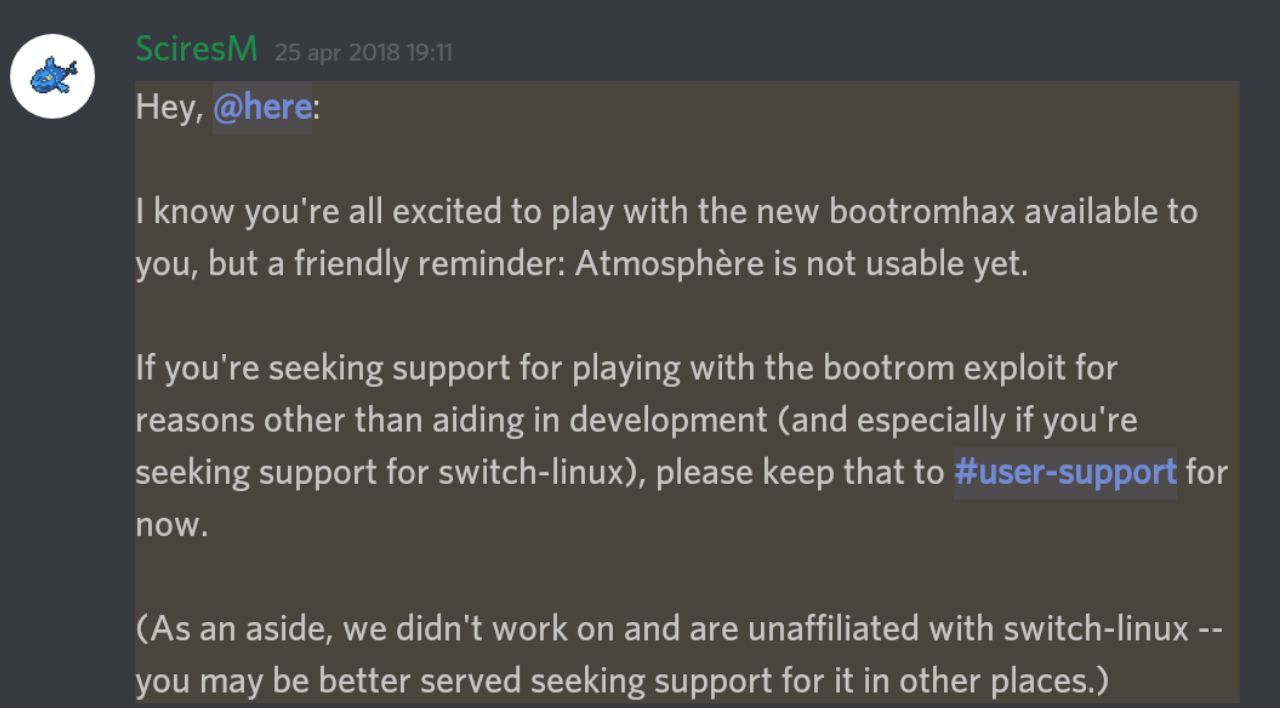 SciresM 25 apr 2018 19:11
Hey, @here:
I know you're all excited to play with the new bootromhax available to
you, but a friendly reminder: Atmosphère is not usable yet.
If you're seeking support for playing with the bootrom exploit for
reasons other than aiding in development (and especially if you're
seeking support for switch-linux), please keep that to #user-support for
now.
(As an aside, we didn't work on and are unaffiliated with switch-linux --
you may be better served seeking support for it in other places.)